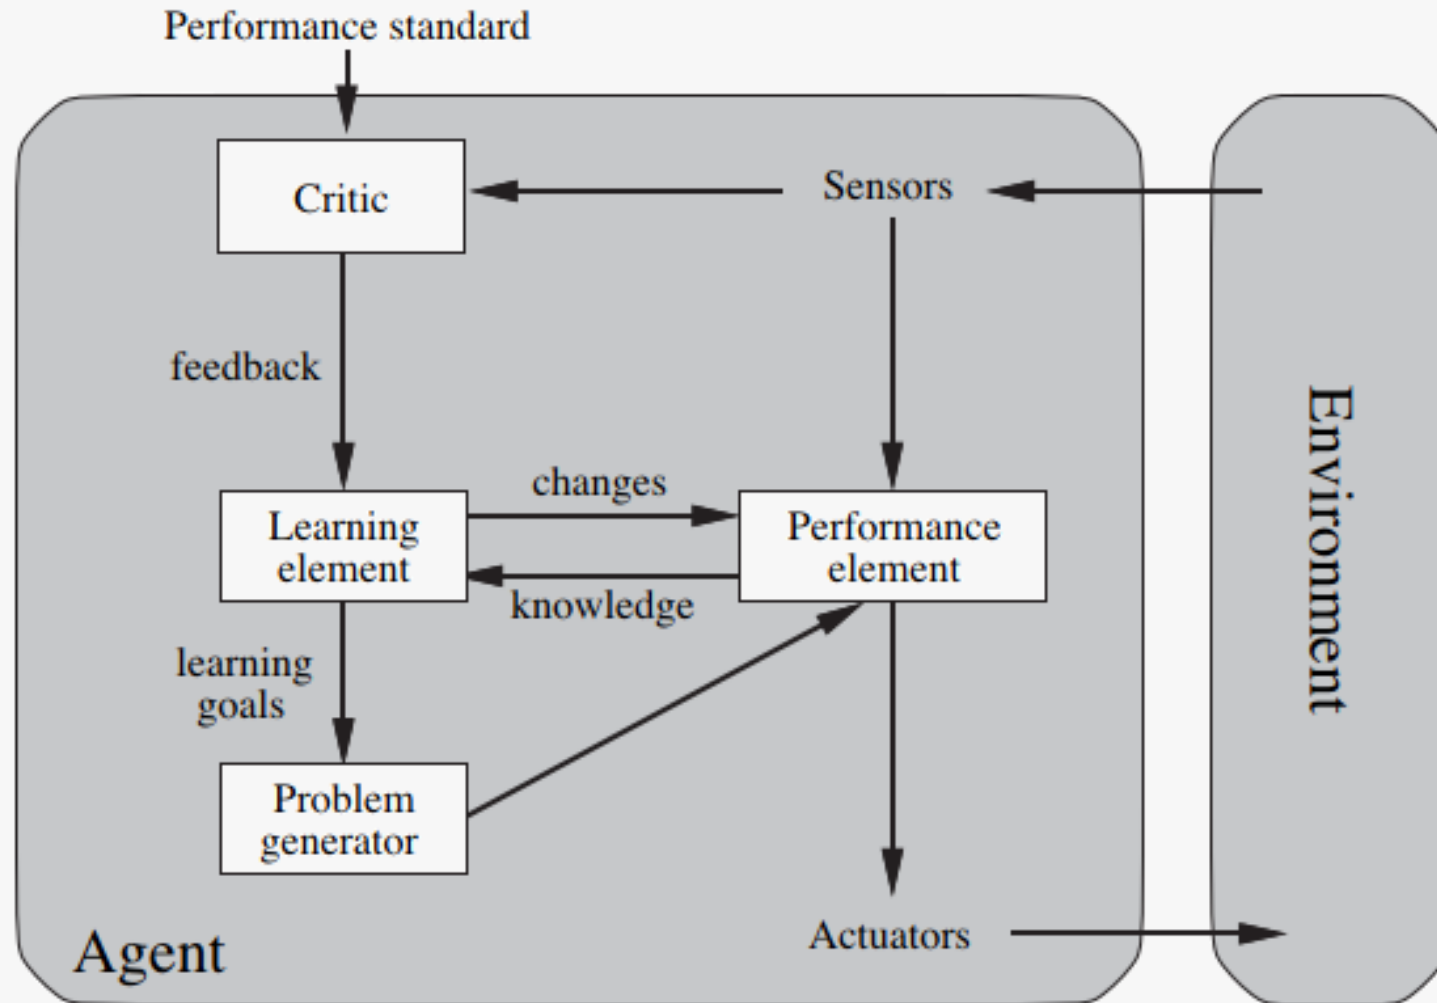 Performance standard
Critic
Sensors
feedback
changes
Learning
element
Performance
element
knowledge
learning
goals
Problem
generator
Agent
Actuators
Environment